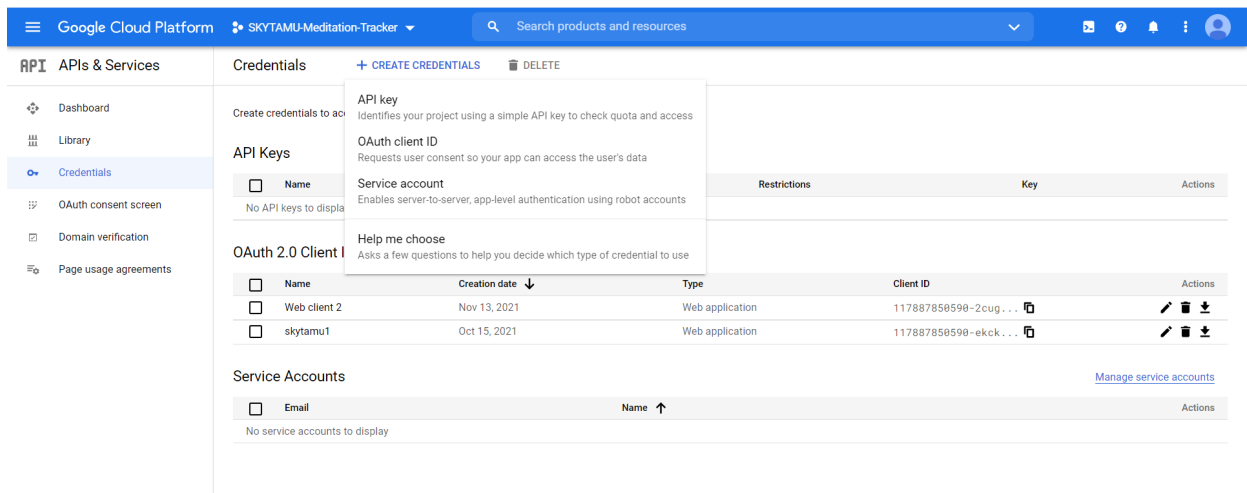 Google Cloud Platform SKYTAMU-Meditation-Tracker Search products and resources
API APIs & Services Credentials + CREATE CREDENTIALS DELETE
Dashboard
Library
Credentials
OAuth consent screen
Domain verification
Page usage agreements
Create credentials to acc
API key
Identifies your project using a simple API key to check quota and access
OAuth client ID
Requests user consent so your app can access the user's data
Service account
Enables server-to-server, app-level authentication using robot accounts
Help me choose
Asks a few questions to help you decide which type of credential to use
API Keys
Name Restrictions Key Actions
No API keys to displa
OAuth 2.0 Client I
Name Creation date Type Client ID Actions
Web client 2 Nov 13, 2021 Web application 117887850590-2cug...
skytamu1 Oct 15, 2021 Web application 117887850590-ekck...
Service Accounts Manage service accounts
Email Name Actions
No service accounts to display